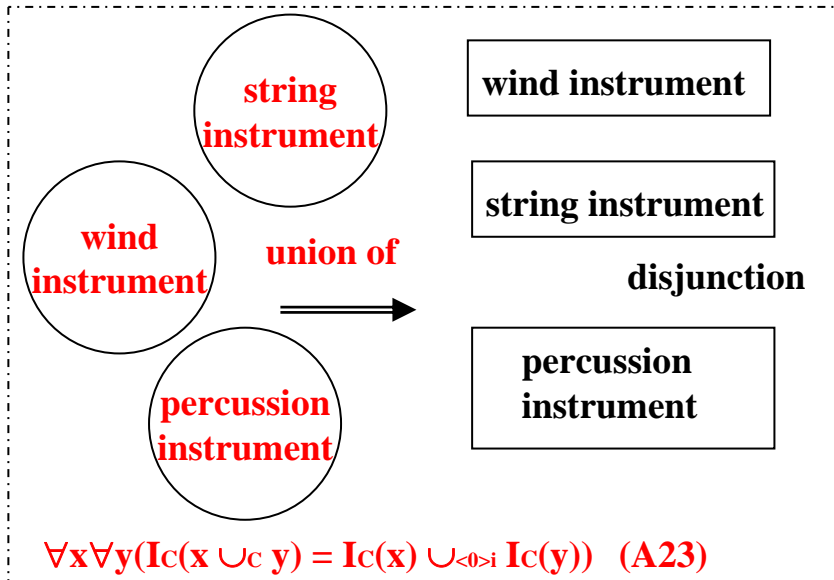 string
instrument
wind
instrument
percussion
instrument
union of
wind instrument
string instrument
disjunction
percussion
instrument
∀x∀y(IC(x ∪C y) = IC(x) ∪<0>i IC(y)) (A23)